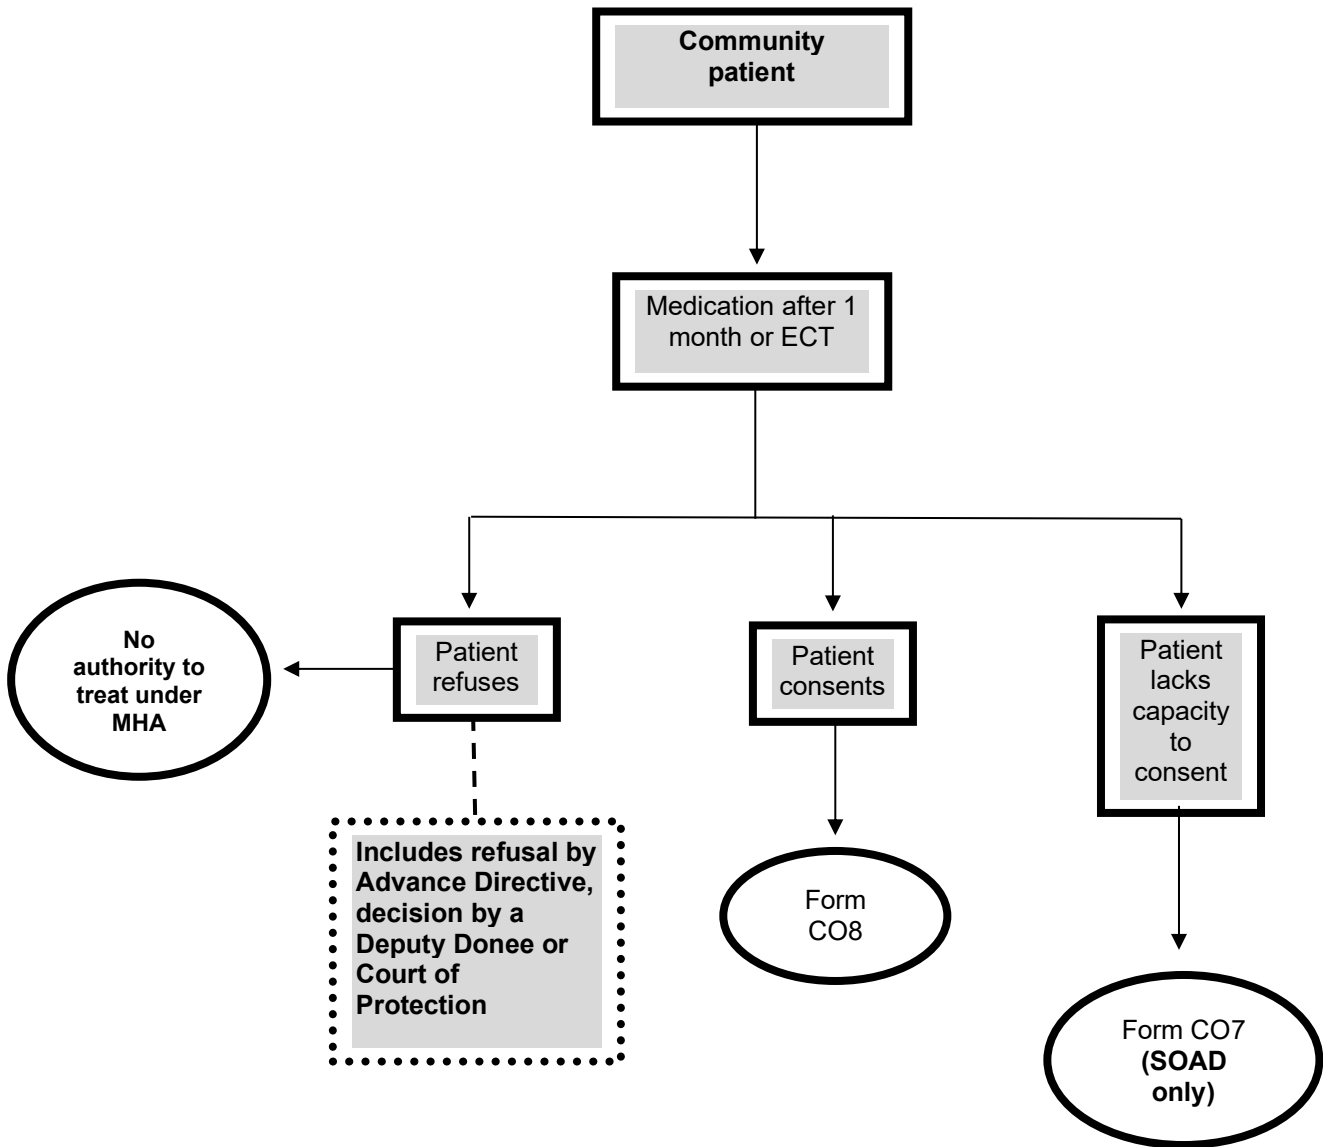 Community
patient
Medication after 1
month or ECT
No
authority to
treat under
MHA
Patient
refuses
Patient
consents
Patient
lacks
capacity
to
consent
Includes refusal by
Advance Directive,
decision by a
Deputy Donee or
Court of
Protection
Form
CO8
Form CO7
(SOAD
only)